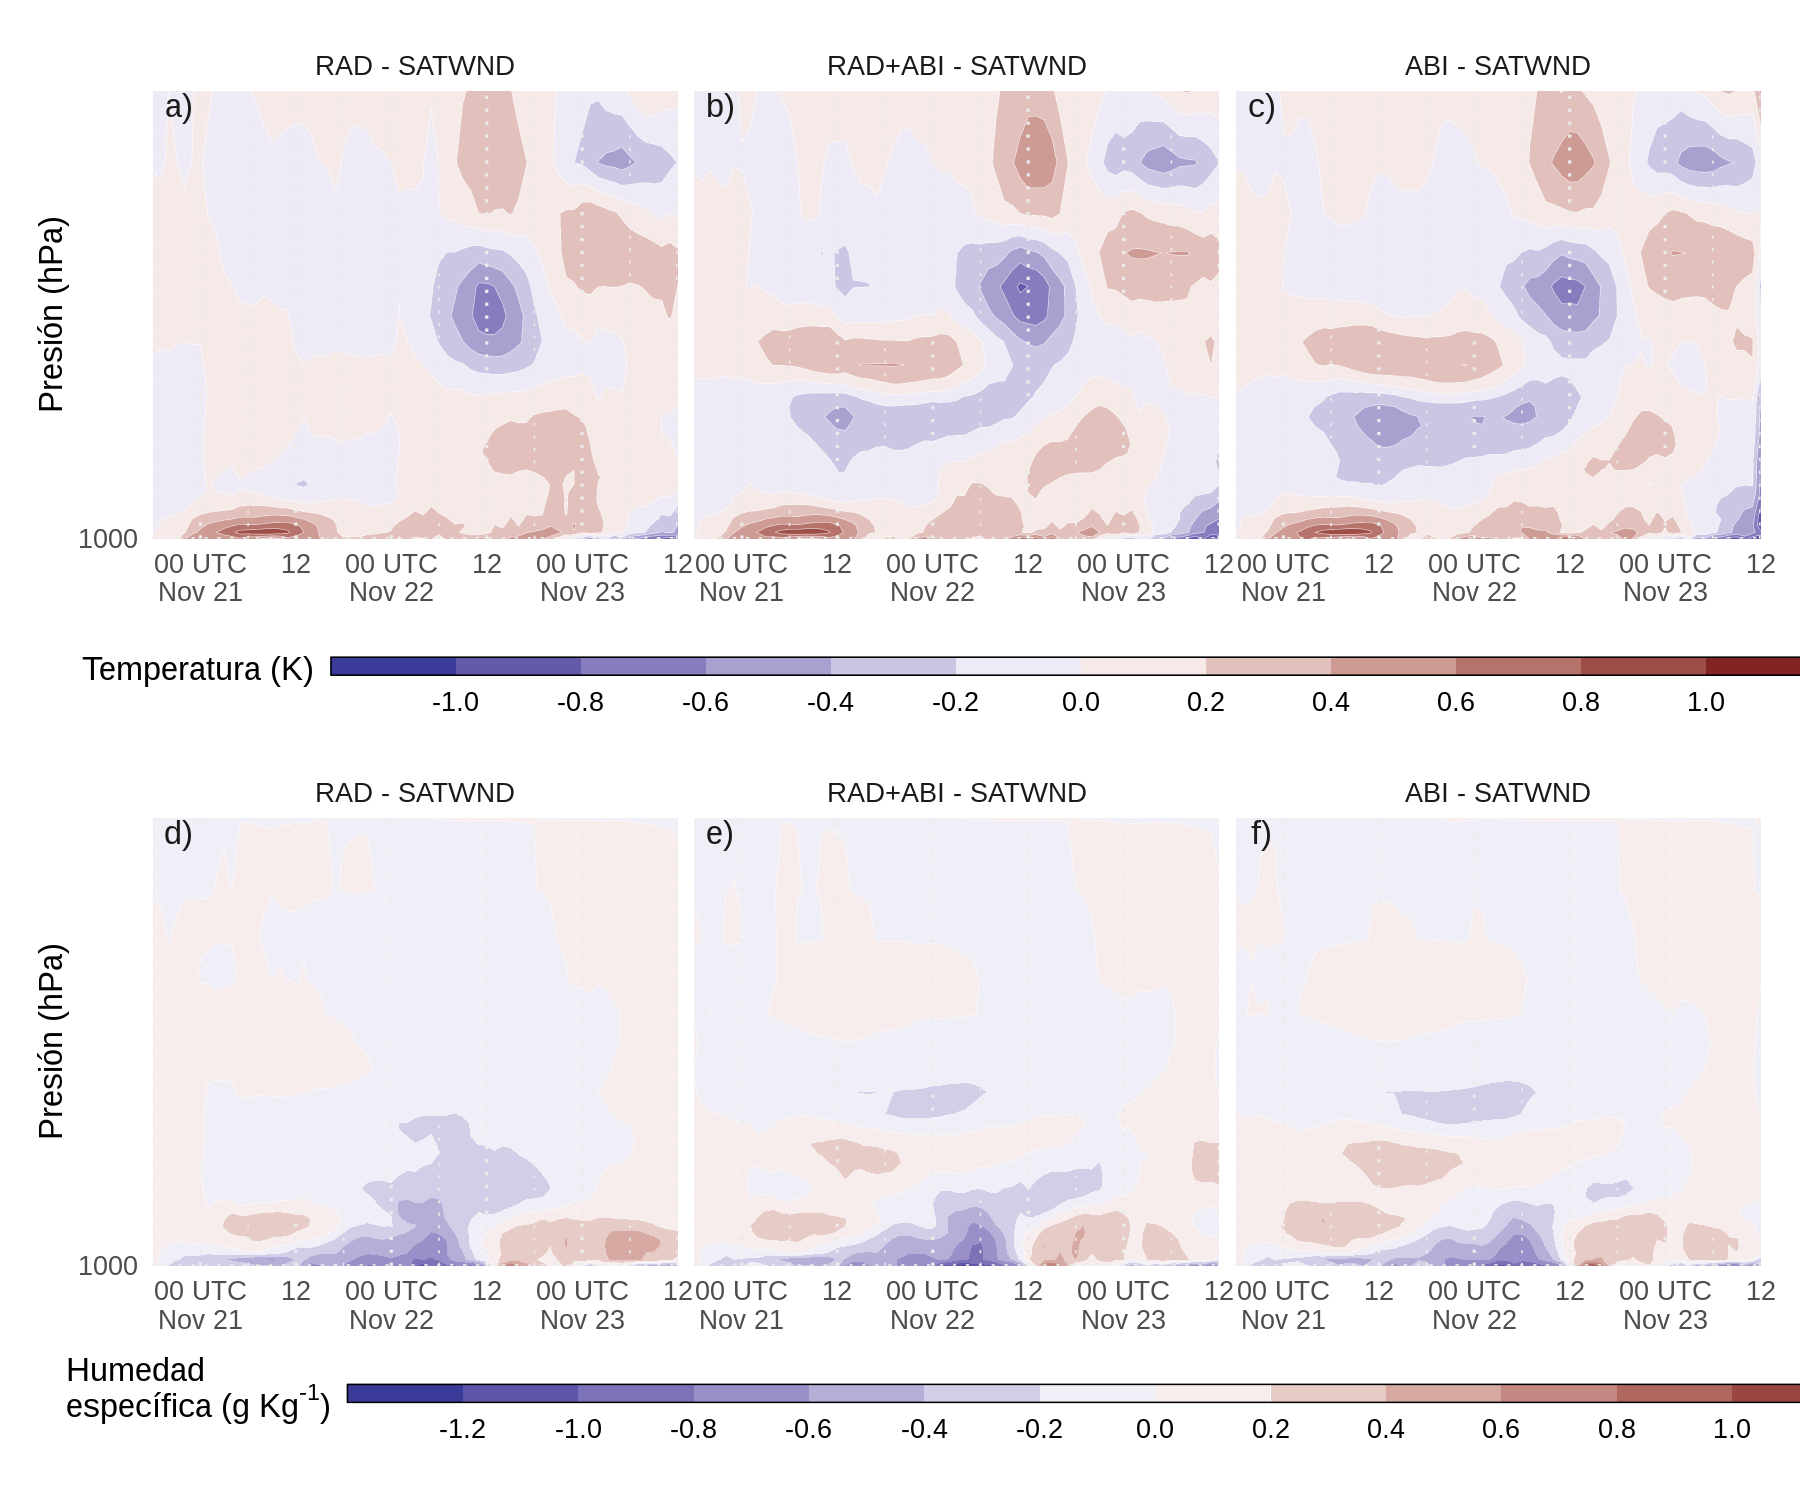 RAD - SATWND
RAD+ABI - SATWND
ABI - SATWND
a)
b)
c)
Presión (hPa)
1000
00 UTC 12 00 UTC 12 00 UTC 12
Nov 21 Nov 22 Nov 23
00 UTC 12 00 UTC 12 00 UTC 12
Nov 21 Nov 22 Nov 23
00 UTC 12 00 UTC 12 00 UTC 12
Nov 21 Nov 22 Nov 23
Temperatura (K)
-1.0 -0.8 -0.6 -0.4 -0.2 0.0 0.2 0.4 0.6 0.8 1.0
RAD - SATWND
RAD+ABI - SATWND
ABI - SATWND
d)
e)
f)
Presión (hPa)
1000
00 UTC 12 00 UTC 12 00 UTC 12
Nov 21 Nov 22 Nov 23
00 UTC 12 00 UTC 12 00 UTC 12
Nov 21 Nov 22 Nov 23
00 UTC 12 00 UTC 12 00 UTC 12
Nov 21 Nov 22 Nov 23
Humedad
específica (g Kg-1)
-1.2 -1.0 -0.8 -0.6 -0.4 -0.2 0.0 0.2 0.4 0.6 0.8 1.0